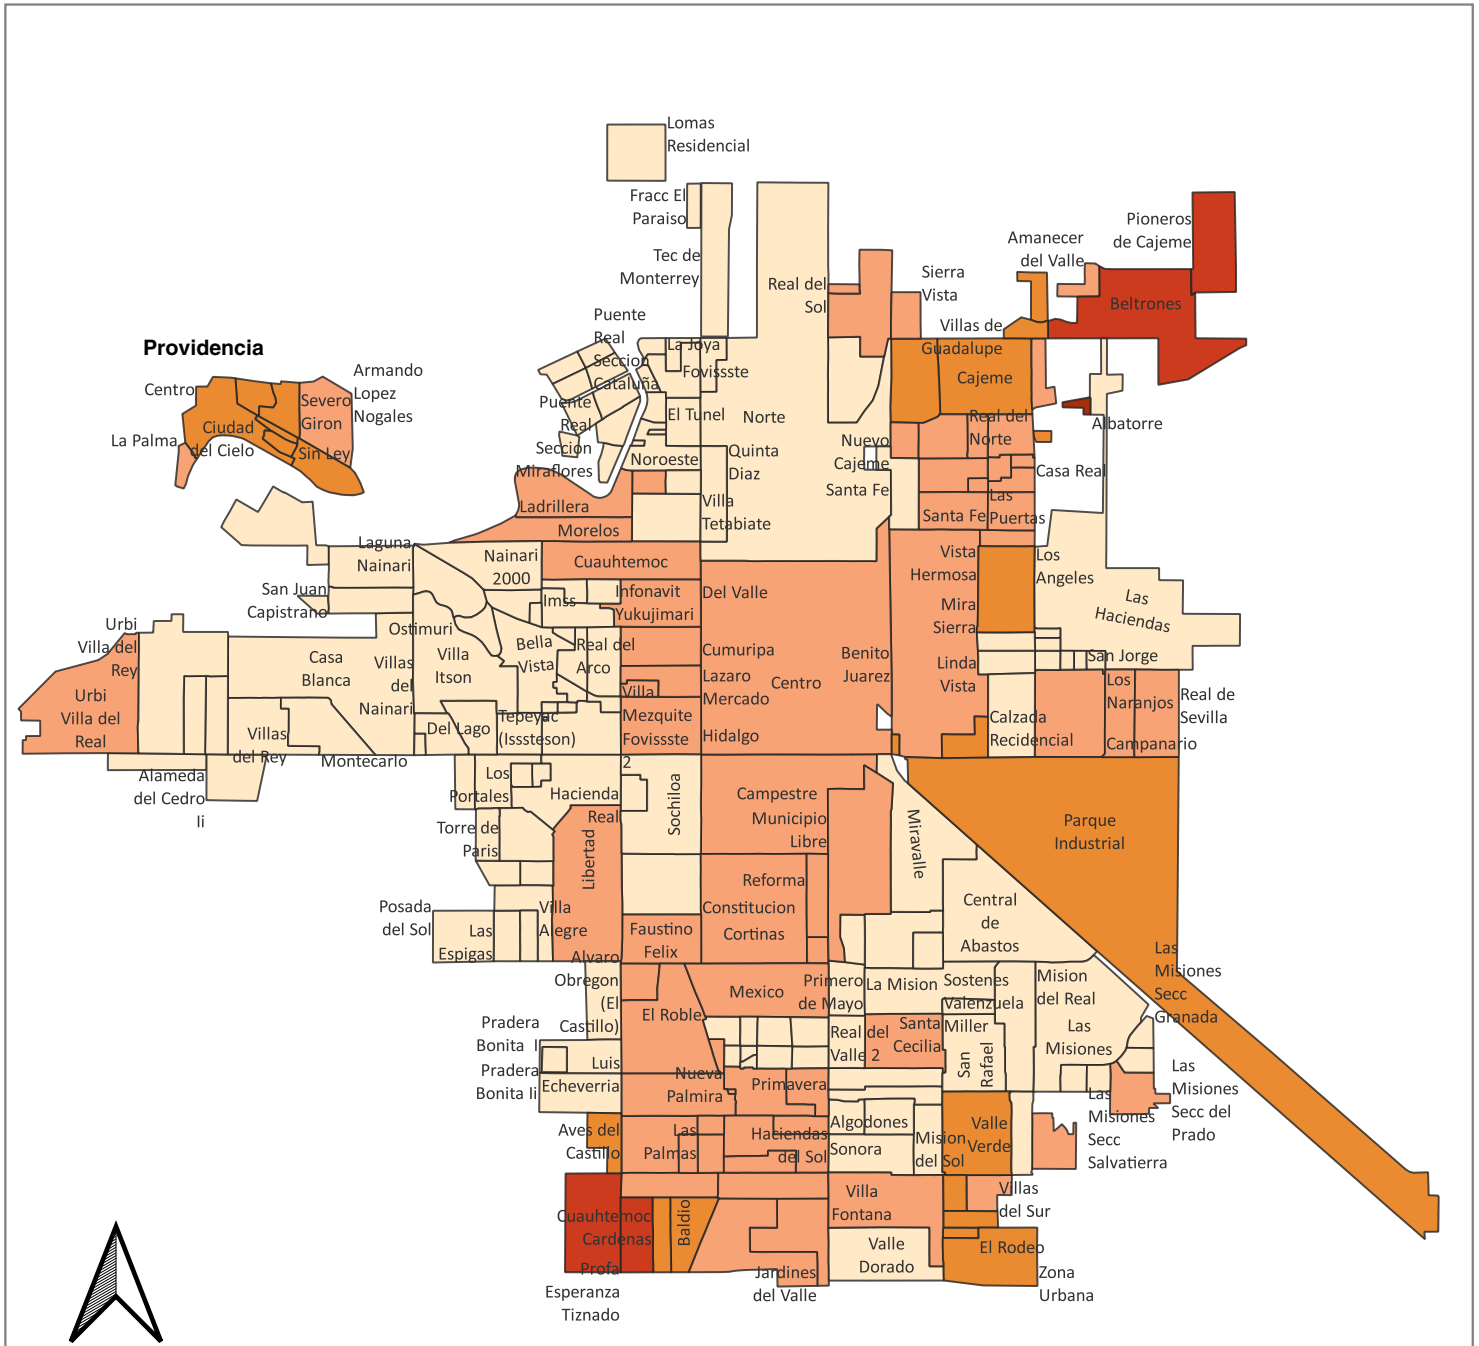 Lomas
Residencial
Fracc El
Paraiso
Tec de
Monterrey
Real del
Sol
Sierra
Vista
Amanecer
del Valle
Pioneros
de Cajeme
Beltrones
Villas de
Guadalupe
Cajeme
Puente
Real
Seccion
Cataluña
La Joya
Fovissste
Providencia
Centro
Armando
Lopez
Nogales
Severo
Giron
La Palma
Ciudad
del Cielo
Sin Ley
Puente
Real
Seccion
Miraflores
El Tunel
Norte
Real del
Norte
Albatorre
Noroeste
Quinta
Diaz
Nuevo
Cajeme
Casa Real
Santa Fe
Ladrillera
Villa
Tetabiate
Las
Puertas
Santa Fe
Morelos
Laguna
Nainari
Nainari
2000
Cuauhtemoc
Vista
Hermosa
Los
Angeles
San Juan
Capistrano
Imss
Infonavit
Yukujimari
Del Valle
Mira
Sierra
Las
Haciendas
Urbi
Villa del
Rey
Ostimuri
Bella
Vista
Real del
Arco
Cumuripa
Benito
Juarez
Linda
Vista
San Jorge
Casa
Blanca
Villas
del
Nainari
Villa
Itson
Villa
Lazaro
Mercado
Centro
Los
Naranjos
Real de
Sevilla
Urbi
Villa del
Real
Villas
del Rey
Del Lago
Tepeyac
(Isssteson)
Mezquite
Fovissste
2
Hidalgo
Calzada
Recidencial
Campanario
Montecarlo
Alameda
del Cedro
Ii
Los
Portales
Hacienda
Real
Sochiloa
Campestre
Municipio
Libre
Miravalle
Parque
Industrial
Torre de
Paris
Libertad
Reforma
Constitucion
Cortinas
Central
de
Abastos
Posada
del Sol
Las
Espigas
Villa
Alegre
Faustino
Felix
Las
Misiones
Secc
Granada
Alvaro
Obregon
(El
Castillo)
Mexico
Primero
de Mayo
La Mision
Sostenes
Valenzuela
Mision
del Real
El Roble
Pradera
Bonita I
Real del
Valle 2
Santa
Cecilia
Miller
San
Rafael
Las
Misiones
Pradera
Bonita Ii
Luis
Echeverria
Nueva
Palmira
Primavera
Las
Misiones
Secc del
Prado
Las
Misiones
Secc
Salvatierra
Aves del
Castillo
Las
Palmas
Haciendas
del Sol
Algodones
Sonora
Mision
del Sol
Valle
Verde
Villa
Fontana
Villas
del Sur
Cuauhtemoc
Cardenas
Baldio
Valle
Dorado
El Rodeo
Profa
Esperanza
Tiznado
Jardines
del Valle
Zona
Urbana